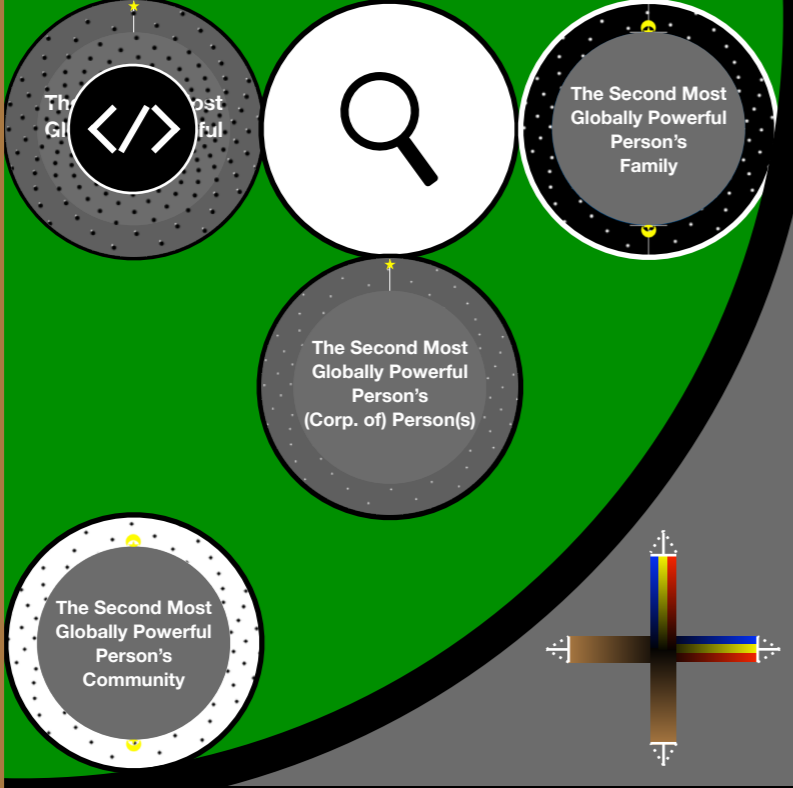 </>
The Second Most
Globally Powerful
Person's
Family
The Second Most
Globally Powerful
Person's
(Corp. of) Person(s)
The Second Most
Globally Powerful
Person's
Community